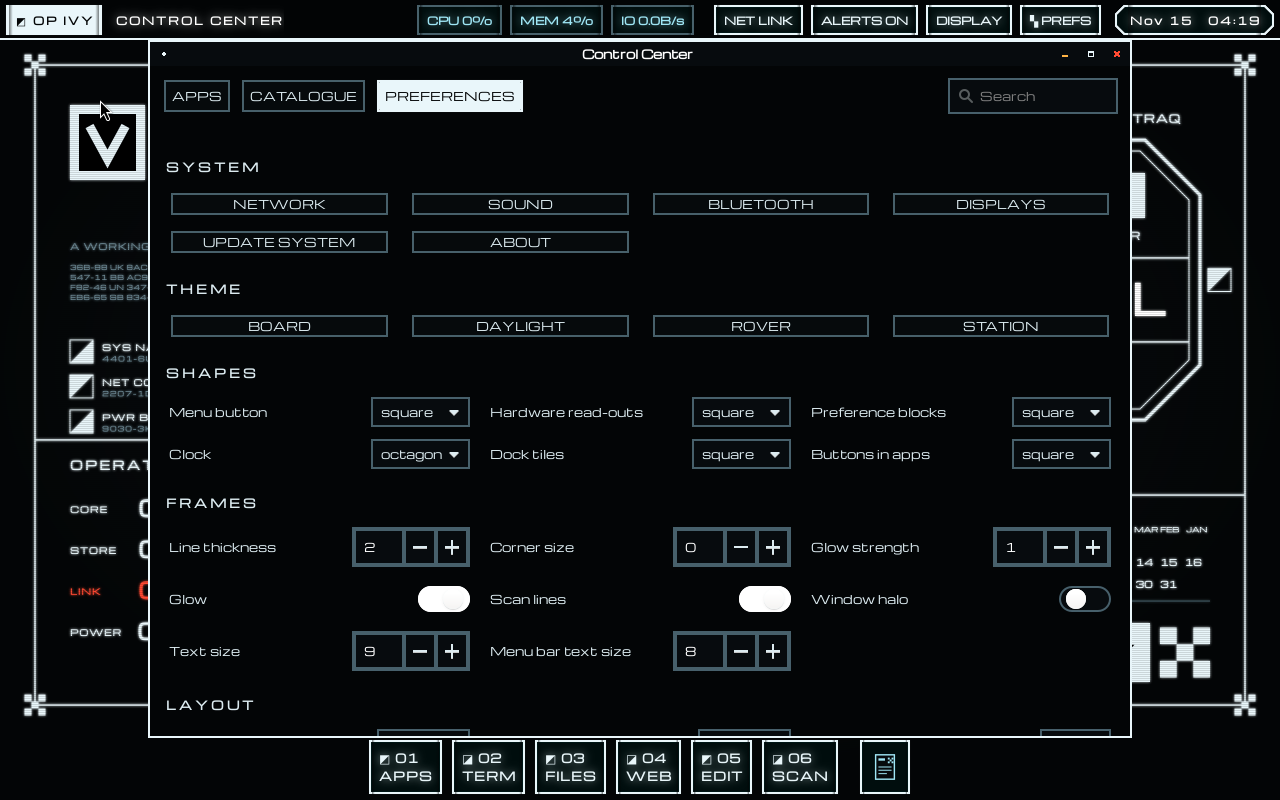 OP IVY CONTROL CENTER CPU 0% MEM 4% IO 0.0B/s NET LINK ALERTS ON DISPLAY PREFS Nov 15 04:19
Control Center
APPS CATALOGUE PREFERENCES Search
SYSTEM
NETWORK SOUND BLUETOOTH DISPLAYS
UPDATE SYSTEM ABOUT
THEME
BOARD DAYLIGHT ROVER STATION
SHAPES
Menu button square Hardware read-outs square Preference blocks square
Clock octagon Dock tiles square Buttons in apps square
FRAMES
Line thickness 2 Corner size 0 Glow strength 1
Glow Scan lines Window halo
Text size 9 Menu bar text size 8
LAYOUT
V
A WORKING
SYS
NET
PWR
CORE
STORE
LINK
POWER
TRAQ
L
MAR FEB JAN
14 15 16
30 31
01 APPS
02 TERM
03 FILES
04 WEB
05 EDIT
06 SCAN